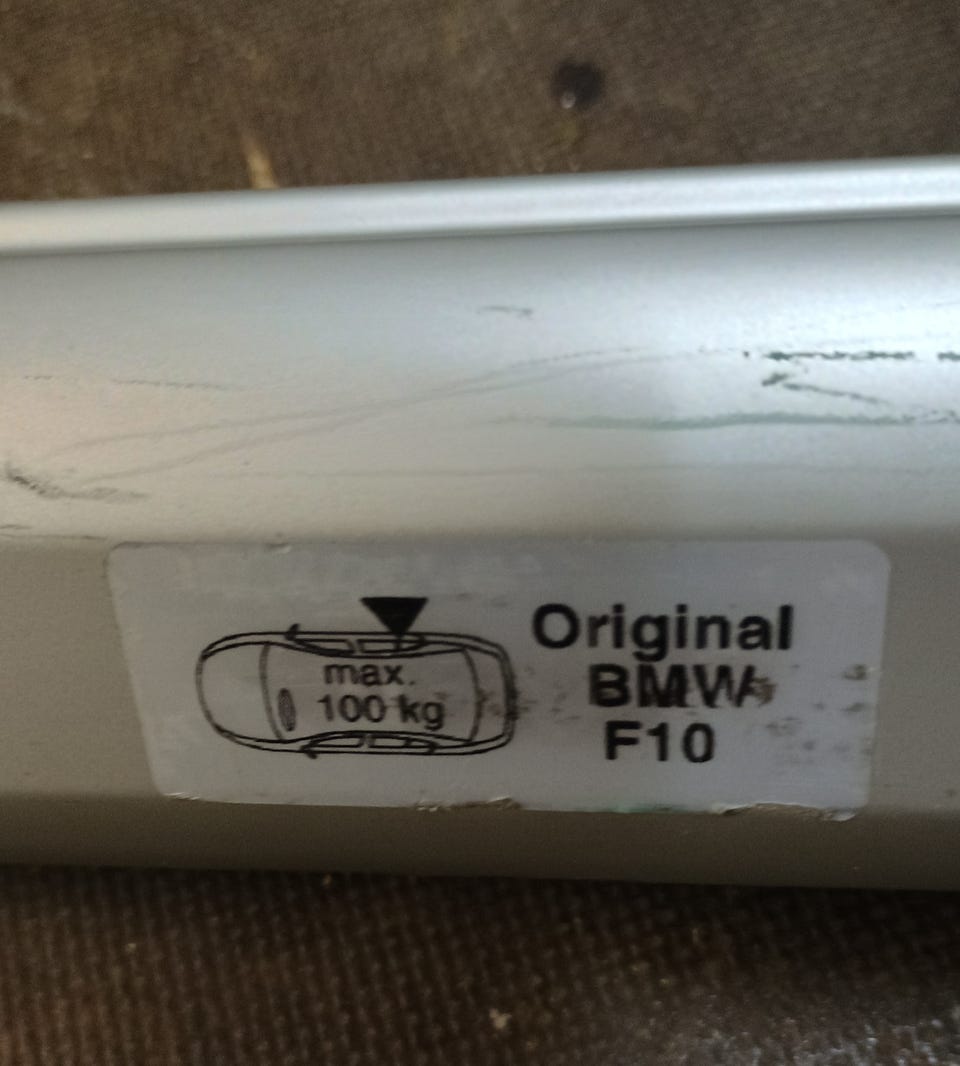 max.
100 kg
Original
BMW
F10